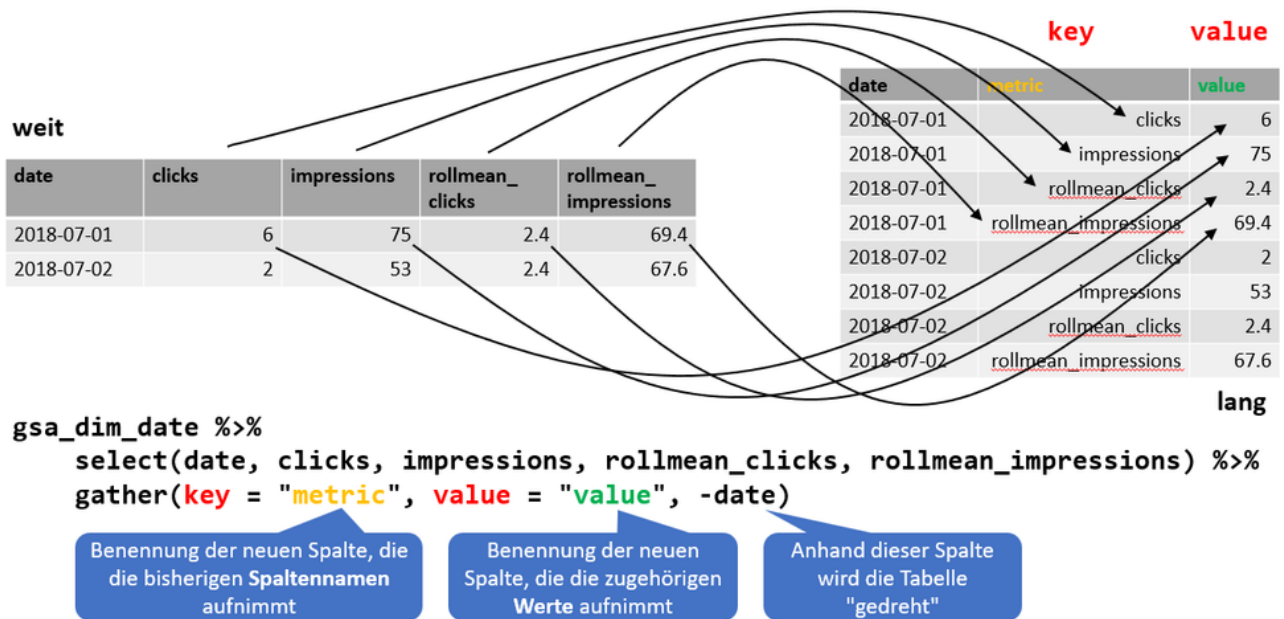 key value
weit
date clicks impressions rollmean_ rollmean_
clicks impressions
2018-07-01 6 75 2.4 69.4
2018-07-02 2 53 2.4 67.6
date metric value
2018-07-01 clicks 6
2018-07-01 impressions 75
2018-07-01 rollmean_clicks 2.4
2018-07-01 rollmean_impressions 69.4
2018-07-02 clicks 2
2018-07-02 impressions 53
2018-07-02 rollmean_clicks 2.4
2018-07-02 rollmean_impressions 67.6
lang
gsa_dim_date %>%
select(date, clicks, impressions, rollmean_clicks, rollmean_impressions) %>%
gather(key = "metric", value = "value", -date)
Benennung der neuen Spalte, die
die bisherigen Spaltennamen
aufnimmt
Benennung der neuen
Spalte, die die zugehörigen
Werte aufnimmt
Anhand dieser Spalte
wird die Tabelle
"gedreht"